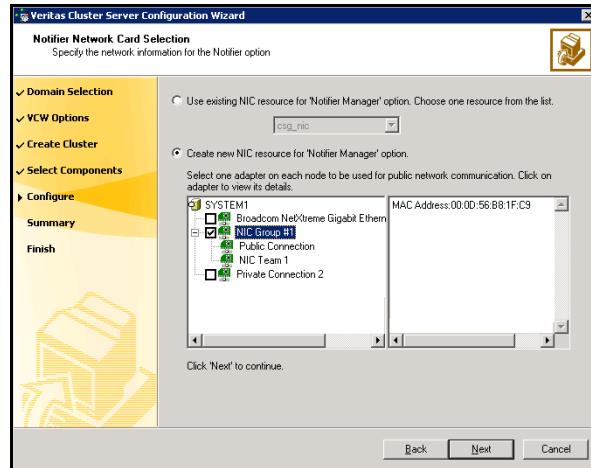 Veritas Cluster Server Configuration Wizard
Notifier Network Card Selection
Specify the network information for the Notifier option
Domain Selection
VCW Options
Create Cluster
Select Components
Configure
Summary
Finish
Use existing NIC resource for 'Notifier Manager' option. Choose one resource from the list.
csg_nic
Create new NIC resource for 'Notifier Manager' option.
Select one adapter on each node to be used for public network communication. Click on
adapter to view its details.
SYSTEM1
Broadcom NetXtreme Gigabit Ethern
NIC Group #1
Public Connection
NIC Team 1
Private Connection 2
MAC Address:00:0D:56:B8:1F:C9
Click 'Next' to continue.
Back
Next
Cancel